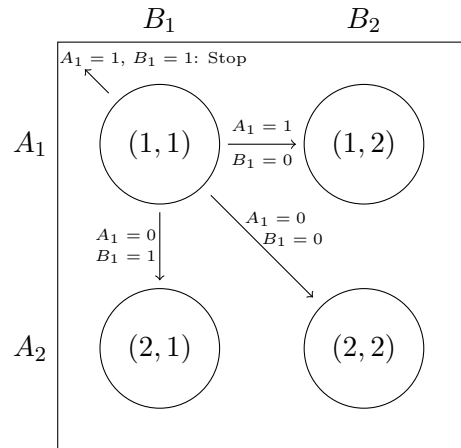 B₁ B₂
A₁ = 1, B₁ = 1: Stop
A₁ (1, 1) A₁ = 1 (1, 2)
B₁ = 0
A₁ = 0 A₁ = 0
B₁ = 1 B₁ = 0
A₂ (2, 1) (2, 2)